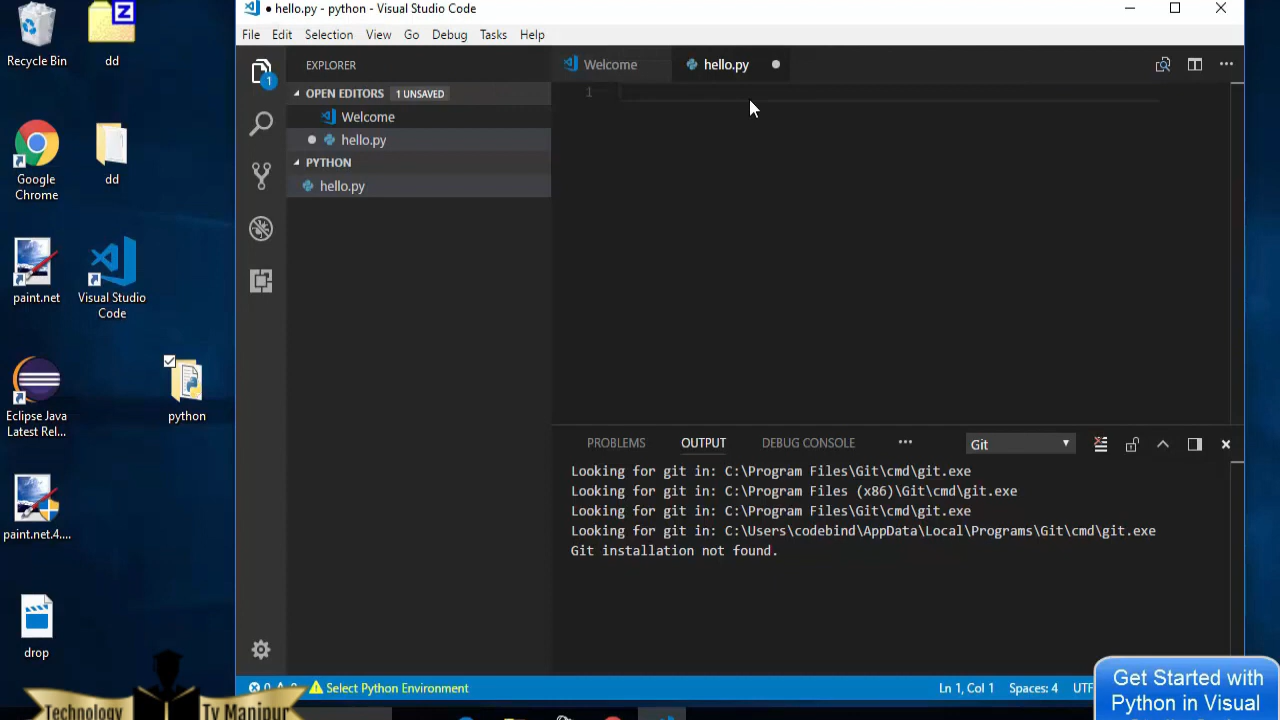 Recycle Bin
dd
Google
Chrome
dd
paint.net
Visual Studio
Code
Eclipse Java
Latest Rel...
python
paint.net.4....
drop
● hello.py - python - Visual Studio Code
File Edit Selection View Go Debug Tasks Help
EXPLORER
OPEN EDITORS 1 UNSAVED
Welcome
hello.py
PYTHON
hello.py
1
Welcome hello.py
1
PROBLEMS OUTPUT DEBUG CONSOLE ••• Git
Looking for git in: C:\Program Files\Git\cmd\git.exe
Looking for git in: C:\Program Files (x86)\Git\cmd\git.exe
Looking for git in: C:\Program Files\Git\cmd\git.exe
Looking for git in: C:\Users\codebind\AppData\Local\Programs\Git\cmd\git.exe
Git installation not found.
0 0 Select Python Environment
Ln 1, Col 1 Spaces: 4
Get Started with
Python in Visual
Technology Tv Manipur